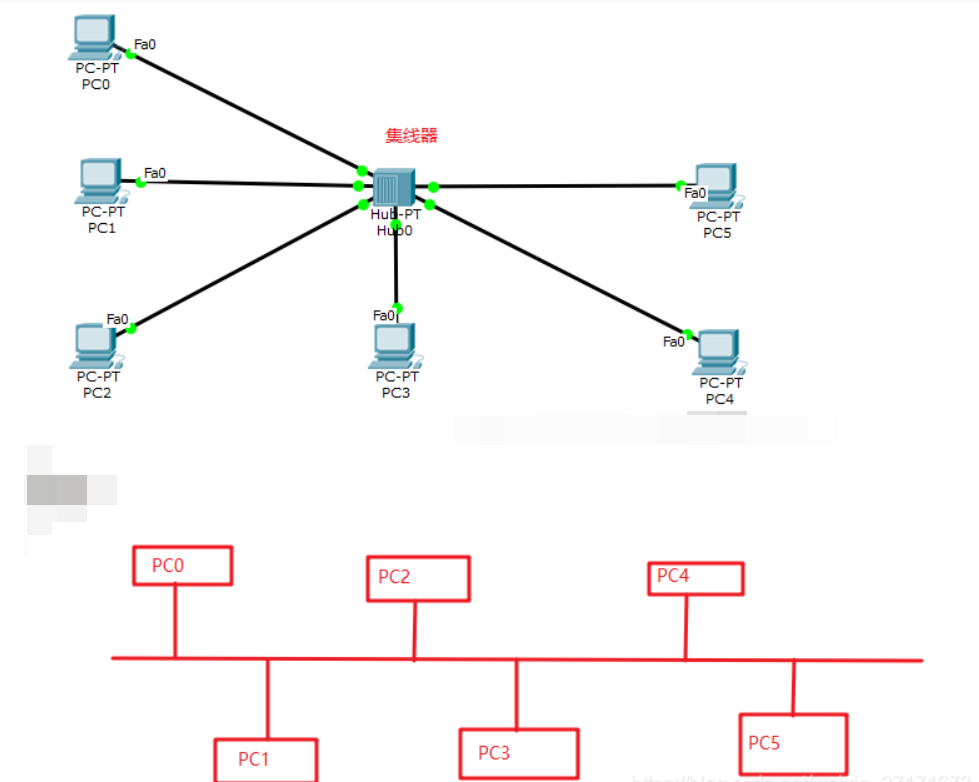 Fa0
PC-PT
PC0
集线器
Fa0
PC-PT
PC1
Hub-PT
Hub0
Fa0
PC-PT
PC5
Fa0
PC-PT
PC2
Fa0
PC-PT
PC3
Fa0
PC-PT
PC4
PC0
PC2
PC4
PC1
PC3
PC5